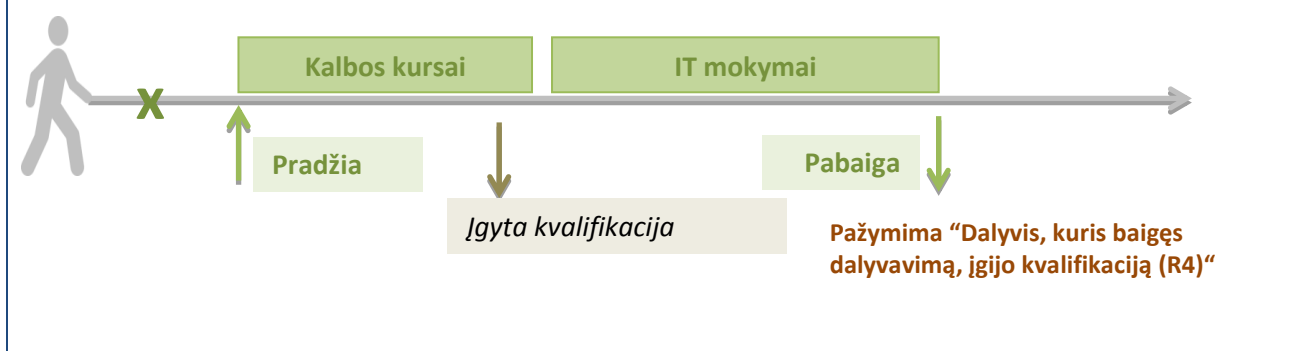 Kalbos kursai
IT mokymai
X
Pradžia
Pabaiga
Įgyta kvalifikacija
Pažymima “Dalyvis, kuris baigęs
dalyvavimą, įgijo kvalifikaciją (R4)“